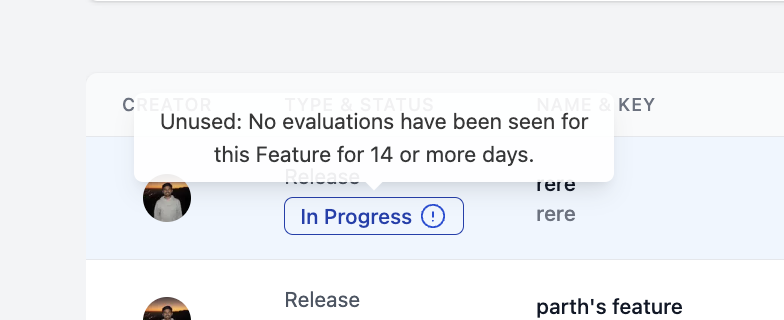 CREATOR TYPE & STATUS NAME & KEY
Unused: No evaluations have been seen for
this Feature for 14 or more days.
Release
In Progress
rere
rere
Release
parth's feature